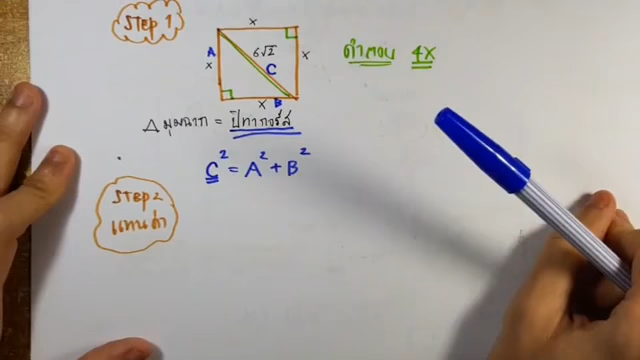 Step 1
x
A
x
6√2
C
x
x
B
คำตอบ 4x
△ มุมฉาก = ปีทาโกรัส
C² = A² + B²
Step 2
แทนค่า